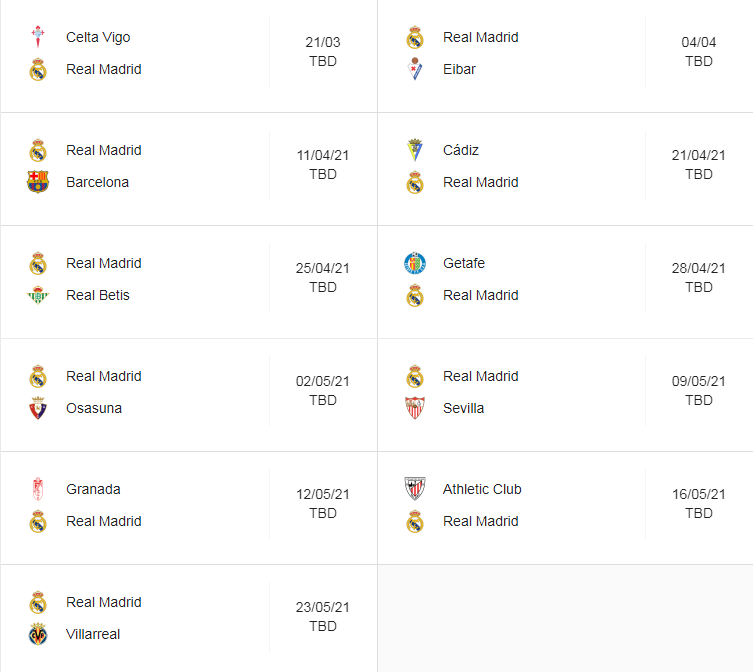 Celta Vigo
Real Madrid
21/03
TBD
Real Madrid
Eibar
04/04
TBD
Real Madrid
Barcelona
11/04/21
TBD
Cádiz
Real Madrid
21/04/21
TBD
Real Madrid
Real Betis
25/04/21
TBD
Getafe
Real Madrid
28/04/21
TBD
Real Madrid
Osasuna
02/05/21
TBD
Real Madrid
Sevilla
09/05/21
TBD
Granada
Real Madrid
12/05/21
TBD
Athletic Club
Real Madrid
16/05/21
TBD
Real Madrid
Villarreal
23/05/21
TBD